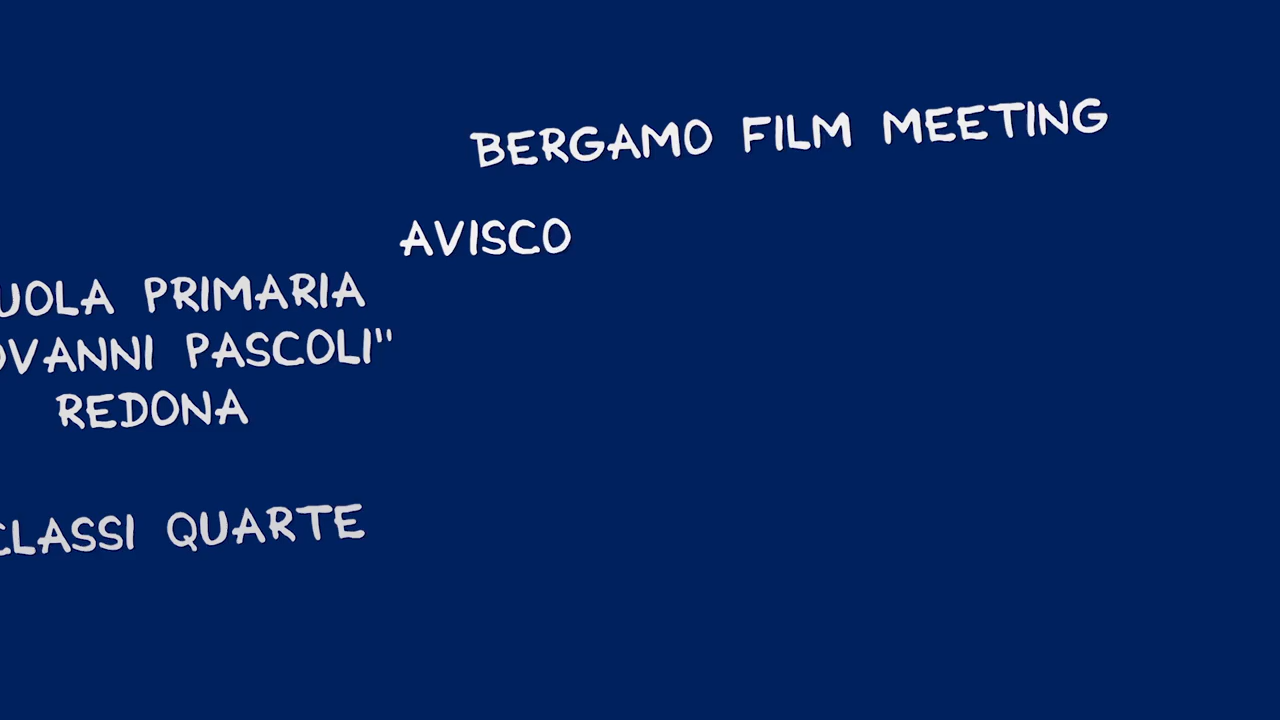 BERGAMO FILM MEETING
AVISCO
UOLA PRIMARIA
OVANNI PASCOLI"
REDONA
CLASSI QUARTE